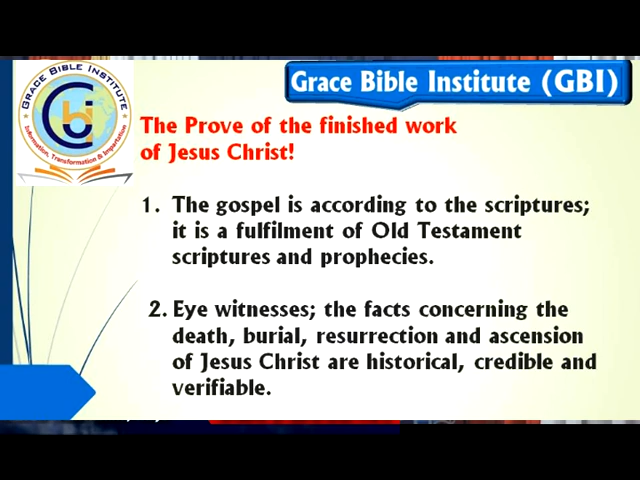 GRACE BIBLE INSTITUTE
Information, Transformation & Impartation
Grace Bible Institute (GBI)
The Prove of the finished work
of Jesus Christ!
1. The gospel is according to the scriptures;
it is a fulfilment of Old Testament
scriptures and prophecies.
2. Eye witnesses; the facts concerning the
death, burial, resurrection and ascension
of Jesus Christ are historical, credible and
verifiable.